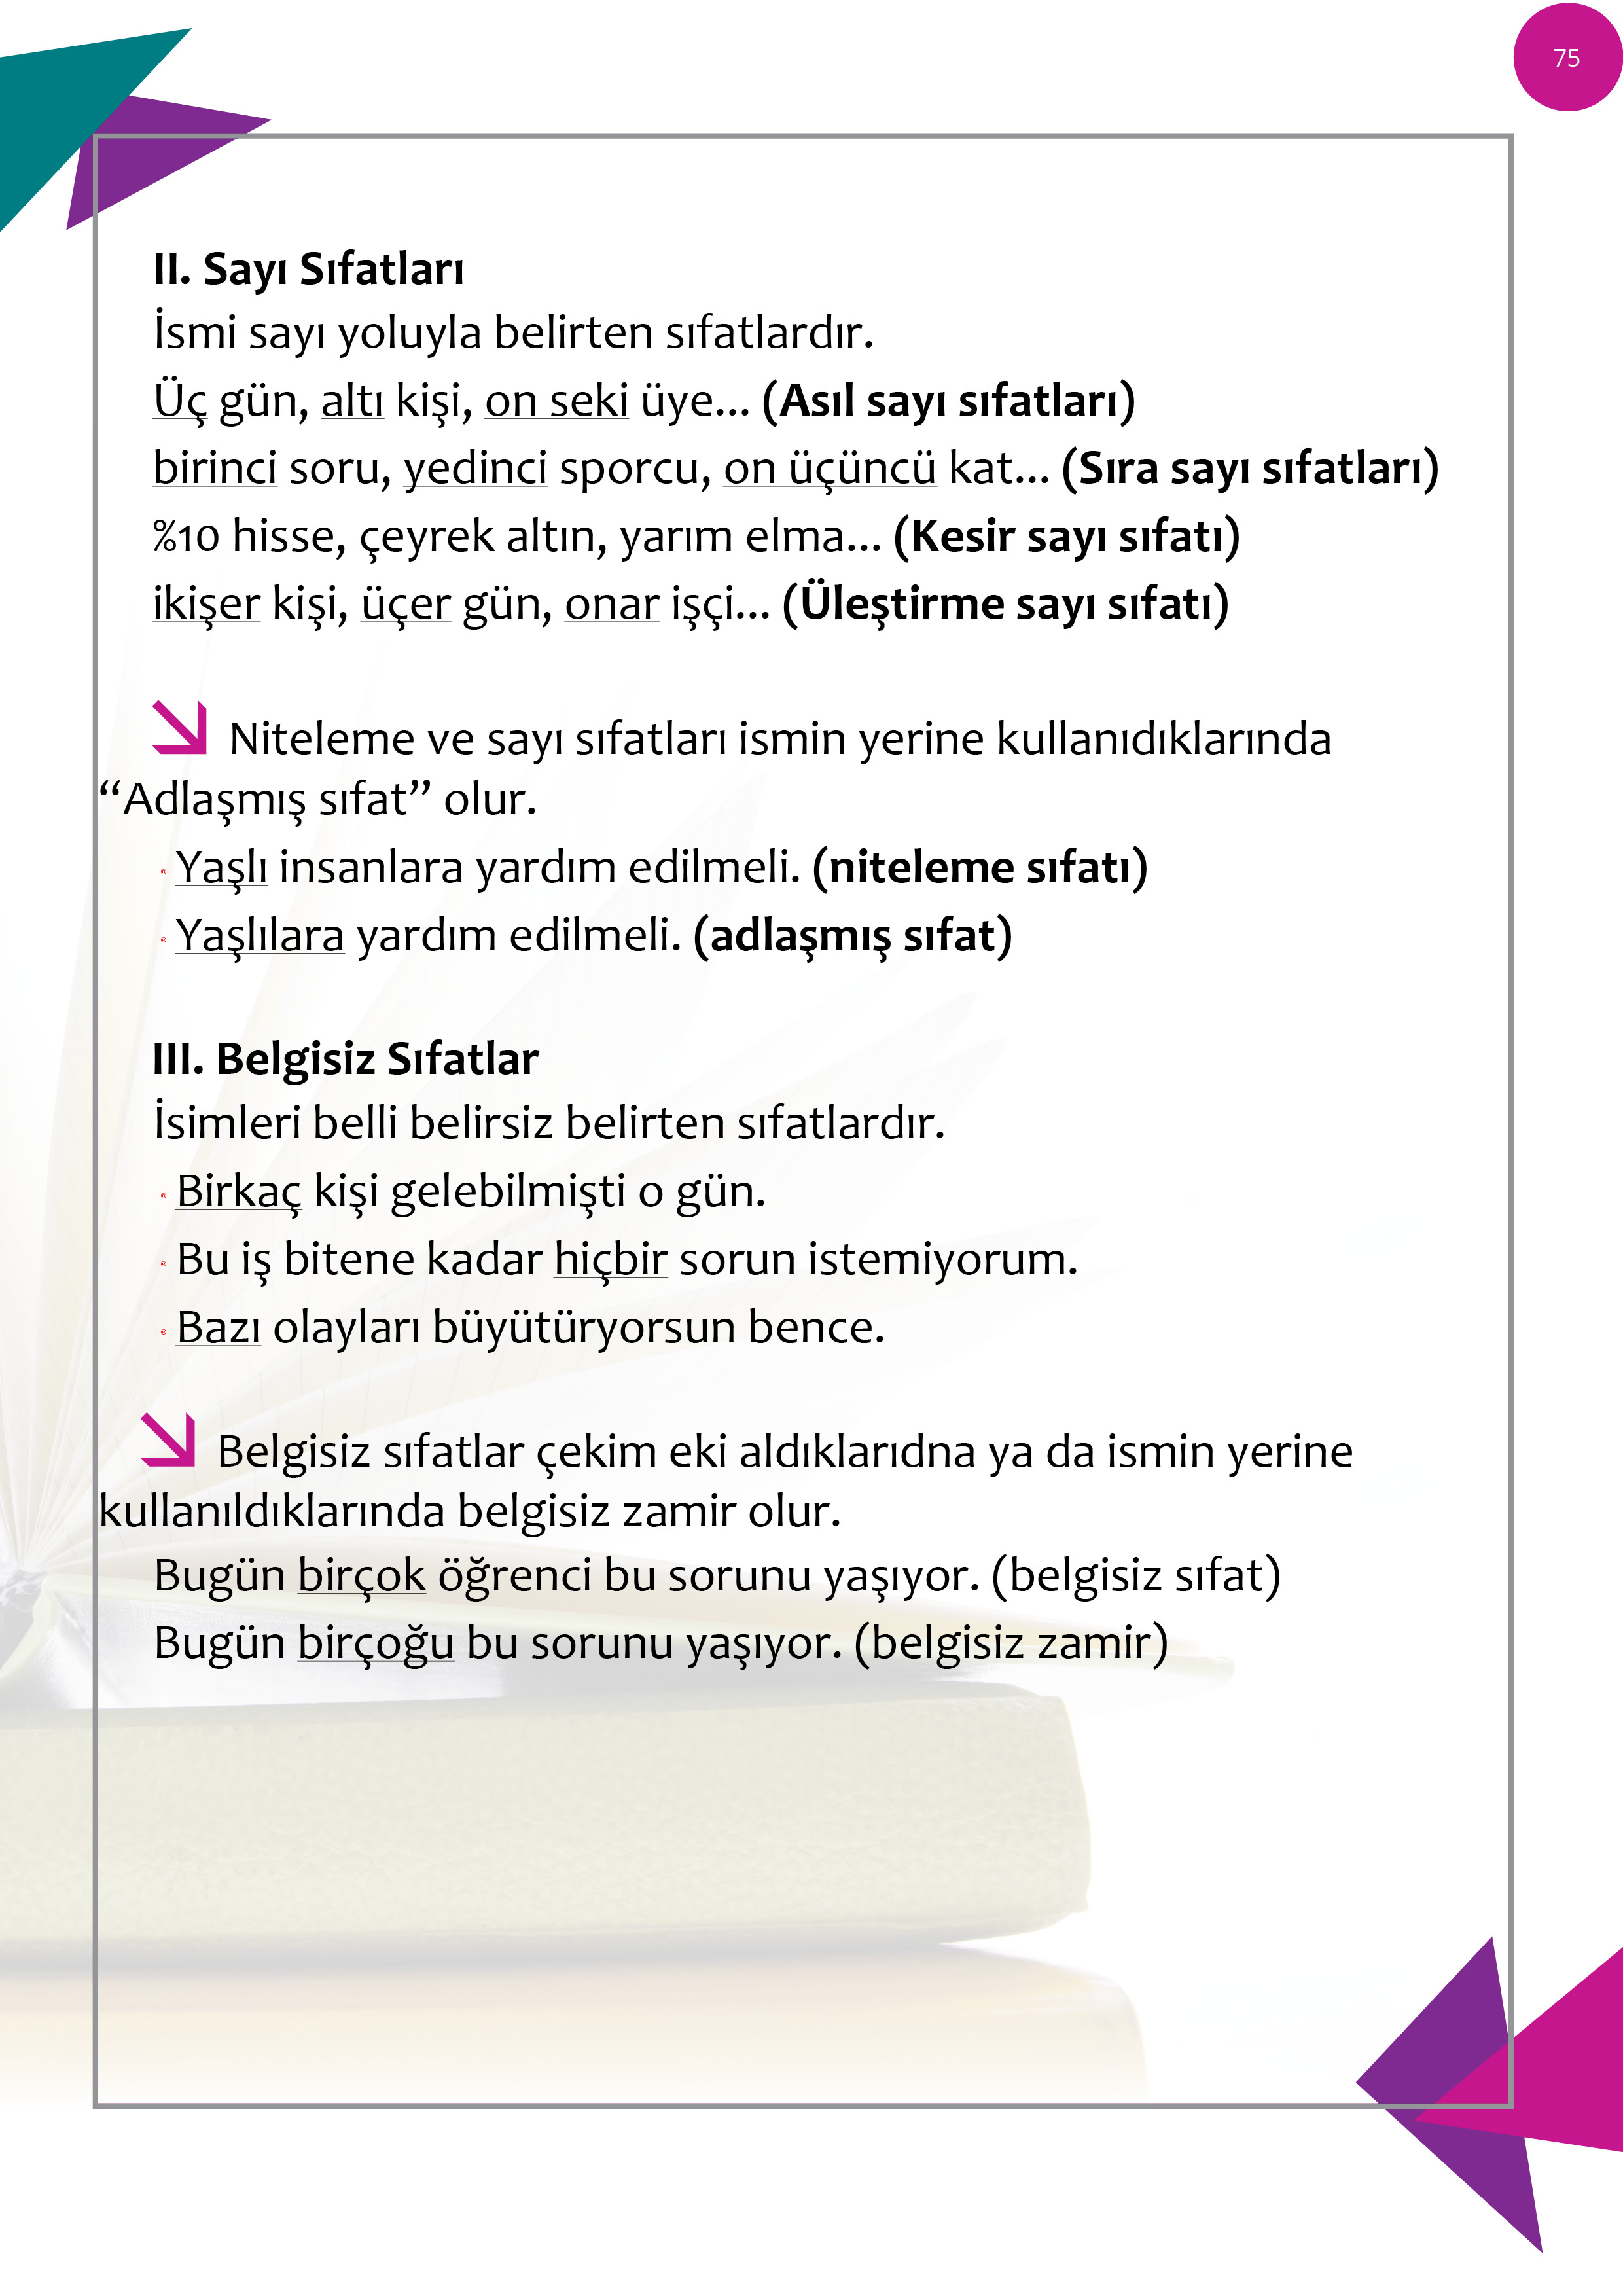 75
II. Sayı Sıfatları
İsmi sayı yoluyla belirten sıfatlardır.
Üç gün, altı kişi, on seki üye... (Asıl sayı sıfatları)
birinci soru, yedinci sporcu, on üçüncü kat... (Sıra sayı sıfatları)
%10 hisse, çeyrek altın, yarım elma... (Kesir sayı sıfatı)
ikişer kişi, üçer gün, onar işçi... (Üleştirme sayı sıfatı)
Niteleme ve sayı sıfatları ismin yerine kullanıdıklarında
“Adlaşmış sıfat” olur.
Yaşlı insanlara yardım edilmeli. (niteleme sıfatı)
Yaşlılara yardım edilmeli. (adlaşmış sıfat)
III. Belgisiz Sıfatlar
İsimleri belli belirsiz belirten sıfatlardır.
Birkaç kişi gelebilmişti o gün.
Bu iş bitene kadar hiçbir sorun istemiyorum.
Bazı olayları büyütüryorsun bence.
Belgisiz sıfatlar çekim eki aldıklarıdna ya da ismin yerine
kullanıldıklarında belgisiz zamir olur.
Bugün birçok öğrenci bu sorunu yaşıyor. (belgisiz sıfat)
Bugün birçoğu bu sorunu yaşıyor. (belgisiz zamir)